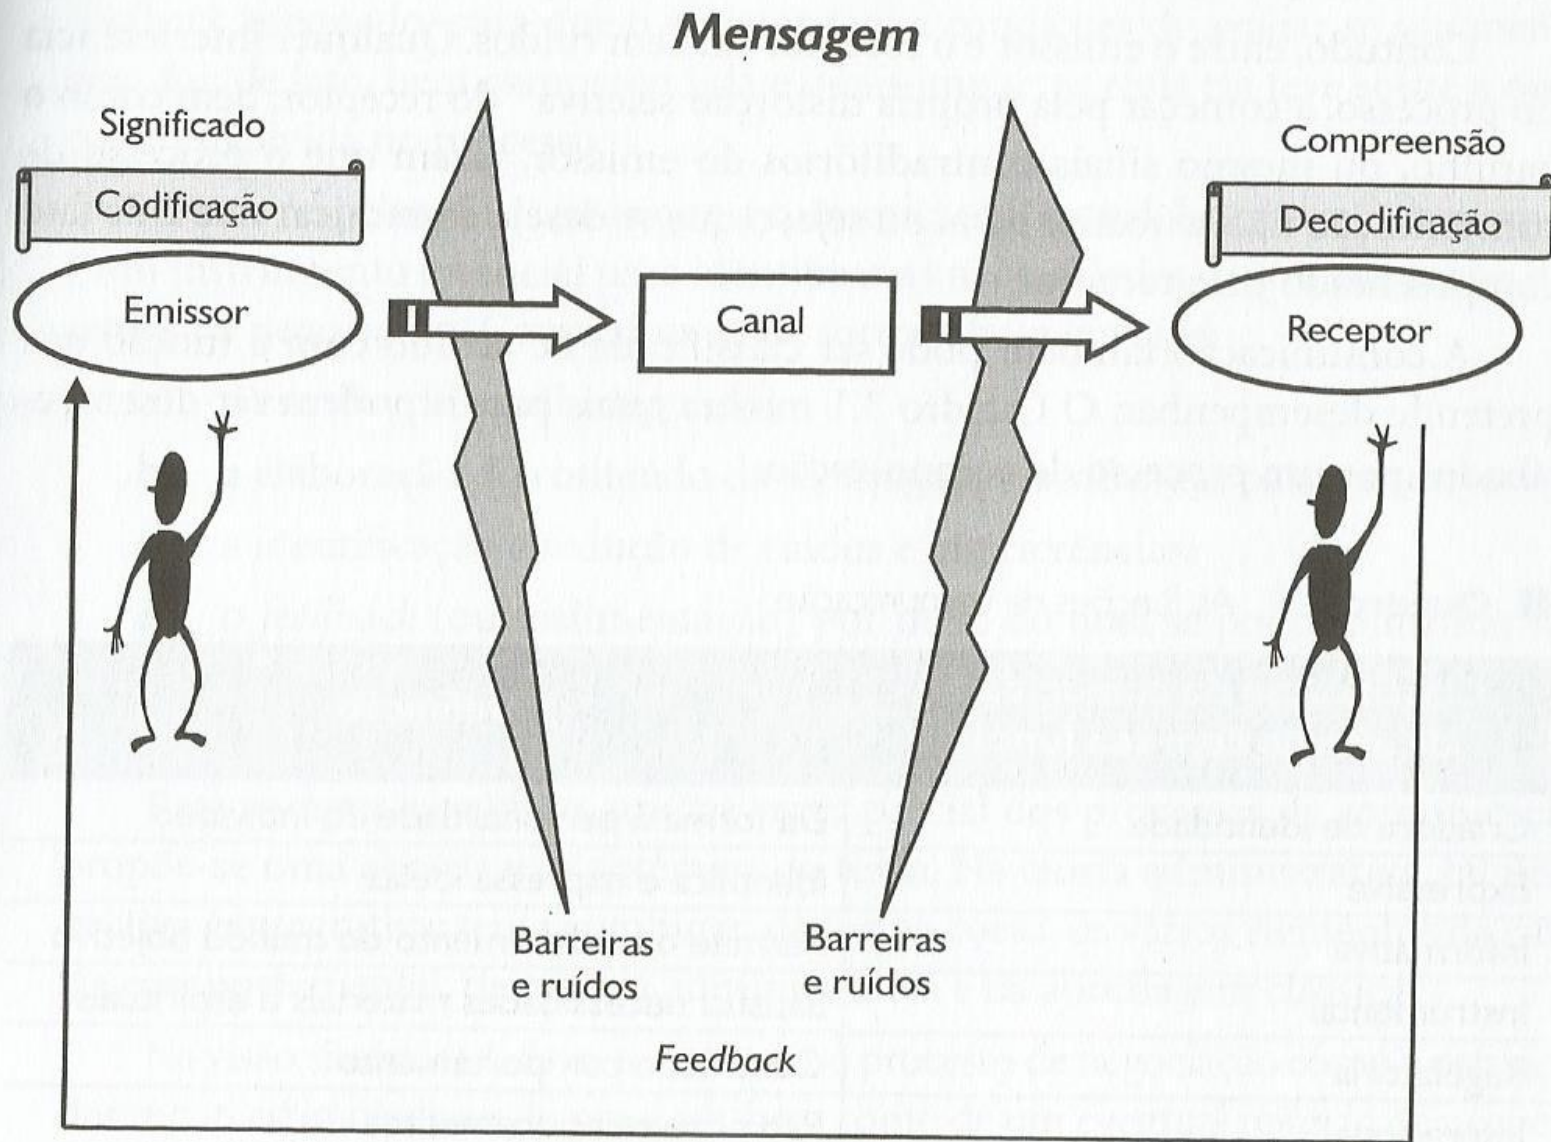 Mensagem
Significado
Codificação
Emissor
Canal
Compreensão
Decodificação
Receptor
Barreiras
e ruídos
Barreiras
e ruídos
Feedback